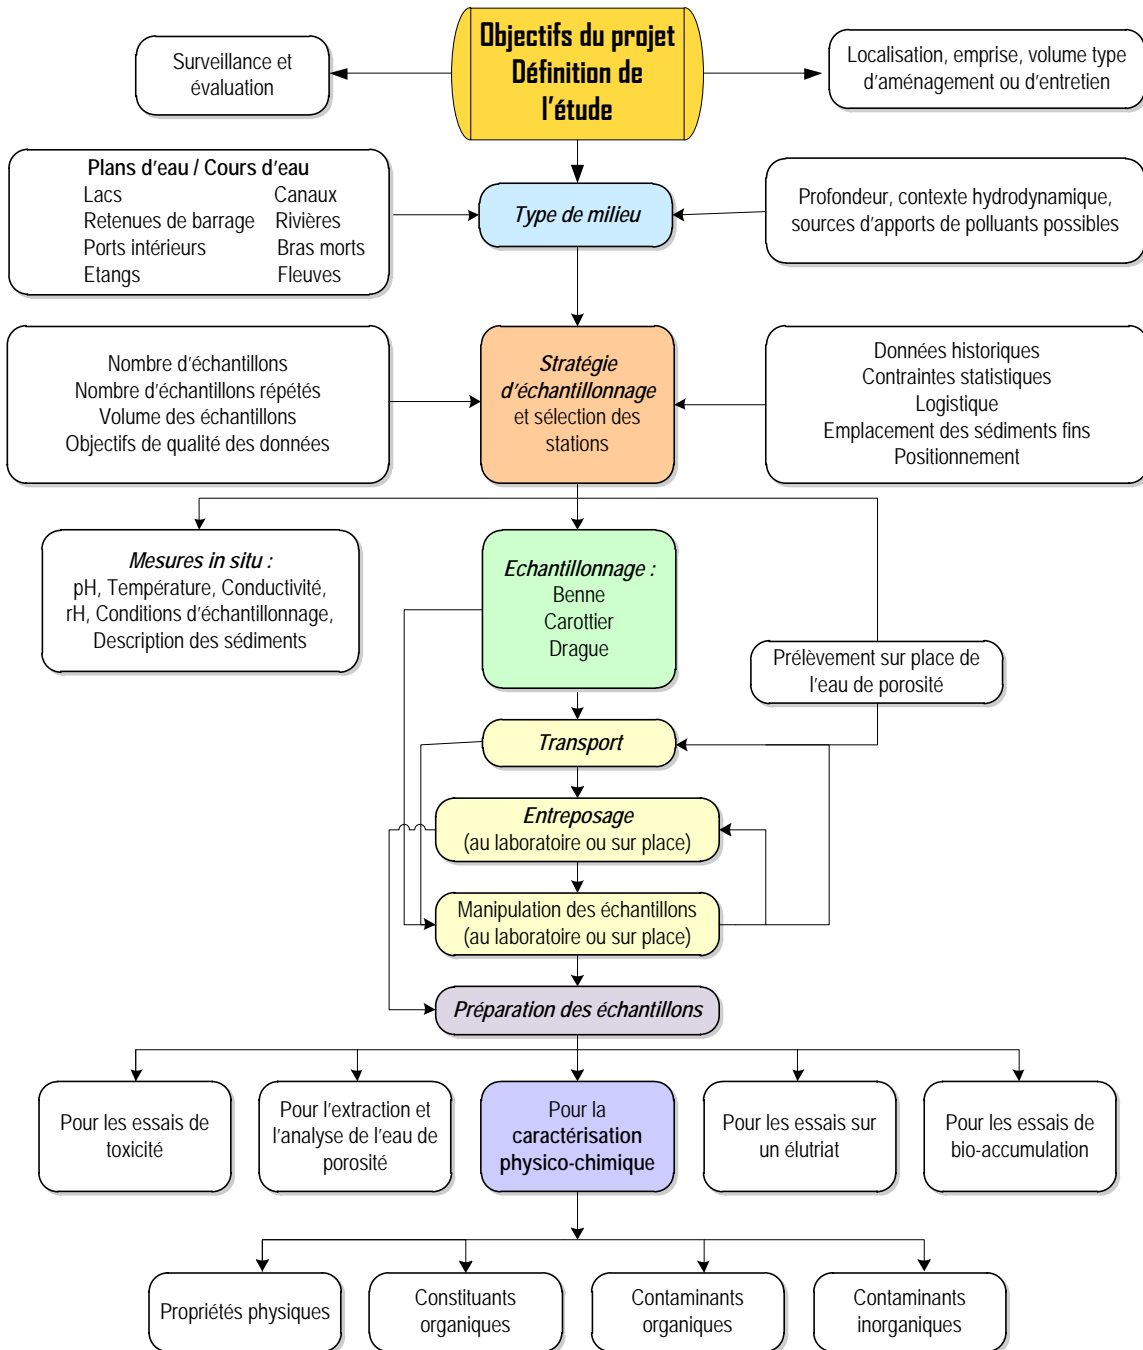 Objectifs du projet
Définition de
l'étude
Surveillance et
évaluation
Localisation, emprise, volume type
d'aménagement ou d'entretien
Plans d'eau / Cours d'eau
Lacs Canaux
Retenues de barrage Rivières
Ports intérieurs Bras morts
Etangs Fleuves
Type de milieu
Profondeur, contexte hydrodynamique,
sources d'apports de polluants possibles
Nombre d'échantillons
Nombre d'échantillons répétés
Volume des échantillons
Objectifs de qualité des données
Stratégie
d'échantillonnage
et sélection des
stations
Données historiques
Contraintes statistiques
Logistique
Emplacement des sédiments fins
Positionnement
Mesures in situ :
pH, Température, Conductivité,
rH, Conditions d'échantillonnage,
Description des sédiments
Echantillonnage :
Benne
Carottier
Drague
Prélèvement sur place de
l'eau de porosité
Transport
Entreposage
(au laboratoire ou sur place)
Manipulation des échantillons
(au laboratoire ou sur place)
Préparation des échantillons
Pour les essais de
toxicité
Pour l'extraction et
l'analyse de l'eau de
porosité
Pour la
caractérisation
physico-chimique
Pour les essais sur
un élutriat
Pour les essais de
bio-accumulation
Propriétés physiques
Constituants
organiques
Contaminants
organiques
Contaminants
inorganiques